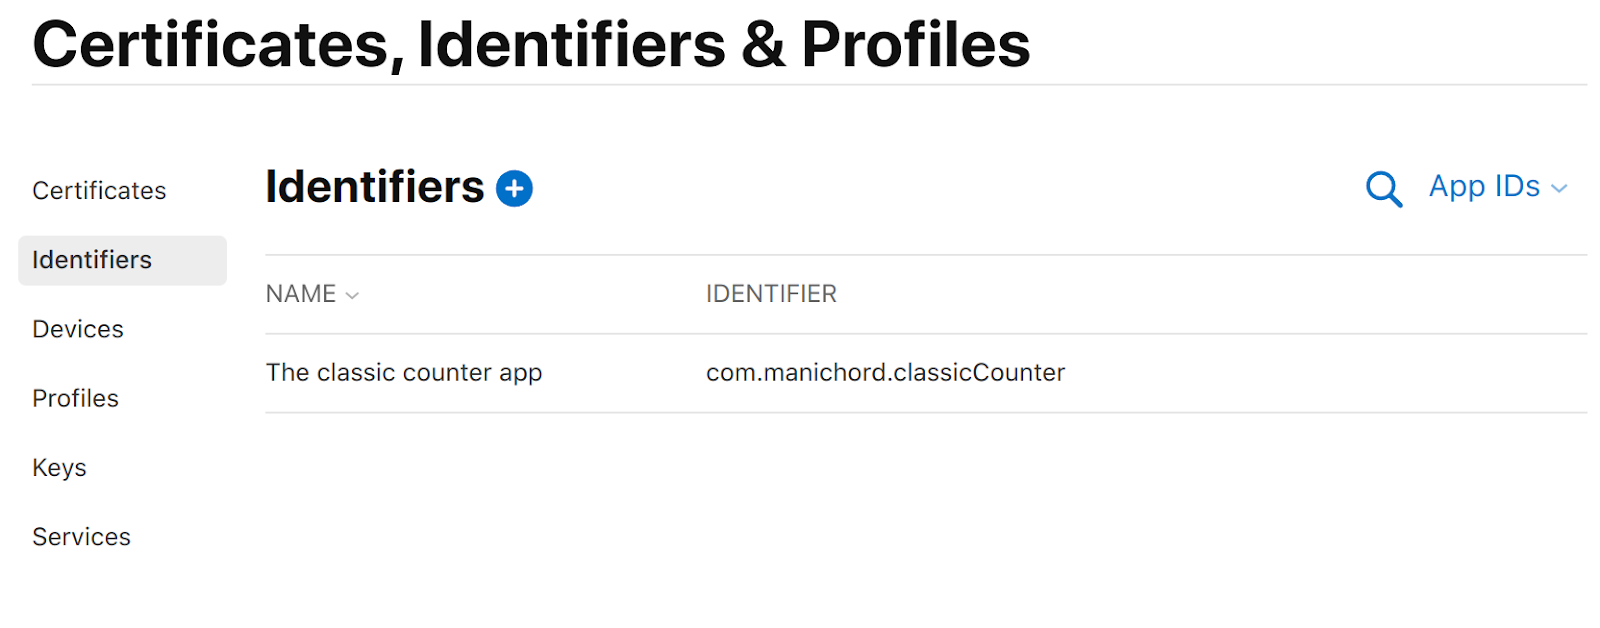 Certificates, Identifiers & Profiles
Certificates
Identifiers
Devices
Profiles
Keys
Services
Identifiers
App IDs
NAME IDENTIFIER
The classic counter app com.manichord.classicCounter